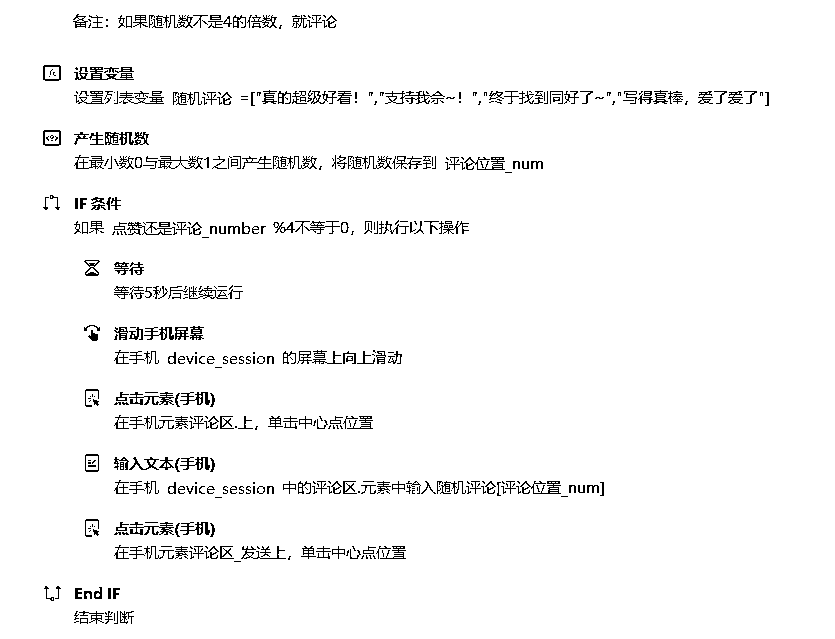 备注：如果随机数不是4的倍数，就评论
设置变量
设置列表变量 随机评论 =["真的超级好看！","支持我佘~！","终于找到同好了~","写得真棒，爱了爱了"]
产生随机数
在最小数0与最大数1之间产生随机数，将随机数保存到 评论位置_num
IF 条件
如果 点赞还是评论_number %4不等于0，则执行以下操作
等待
等待5秒后继续运行
滑动手机屏幕
在手机 device_session 的屏幕上向上滑动
点击元素(手机)
在手机元素评论区.上，单击中心点位置
输入文本(手机)
在手机 device_session 中的评论区.元素中输入随机评论[评论位置_num]
点击元素(手机)
在手机元素评论区_发送上，单击中心点位置
End IF
结束判断